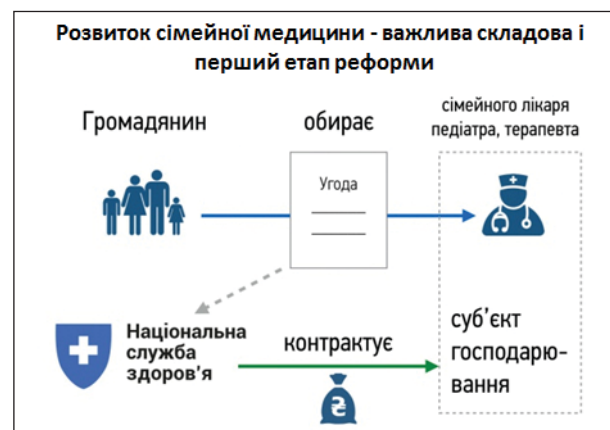 Розвиток сімейної медицини - важлива складова і
перший етап реформи
Громадянин
обирає
сімейного лікаря
педіатра, терапевта
Угода
Національна
служба
здоров'я
контрактує
₴
суб'єкт
господарю-
вання